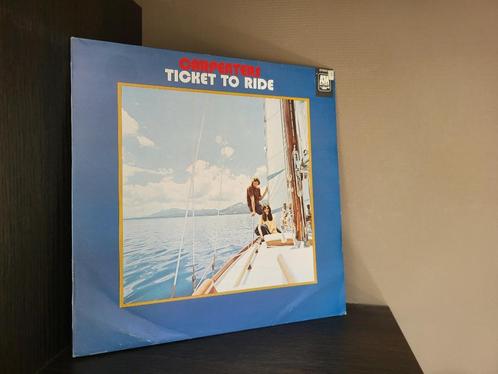 CARPENTERS
TICKET TO RIDE
A&M